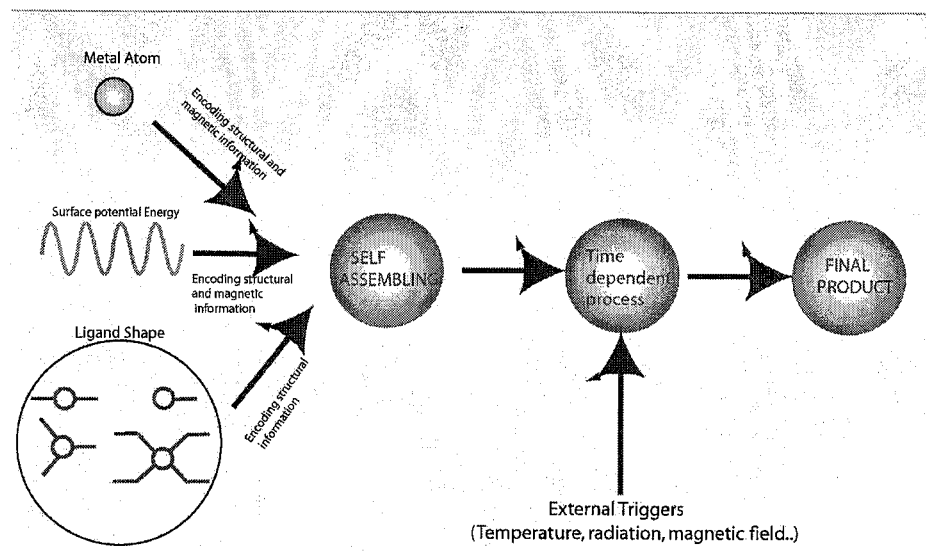 Metal Atom
Encoding structural and
magnetic information
Surface potential Energy
Encoding structural
and magnetic
information
Ligand Shape
Encoding structural
information
SELF
ASSEMBLING
Time
dependent
process
FINAL
PRODUCT
External Triggers
(Temperature, radiation, magnetic field..)